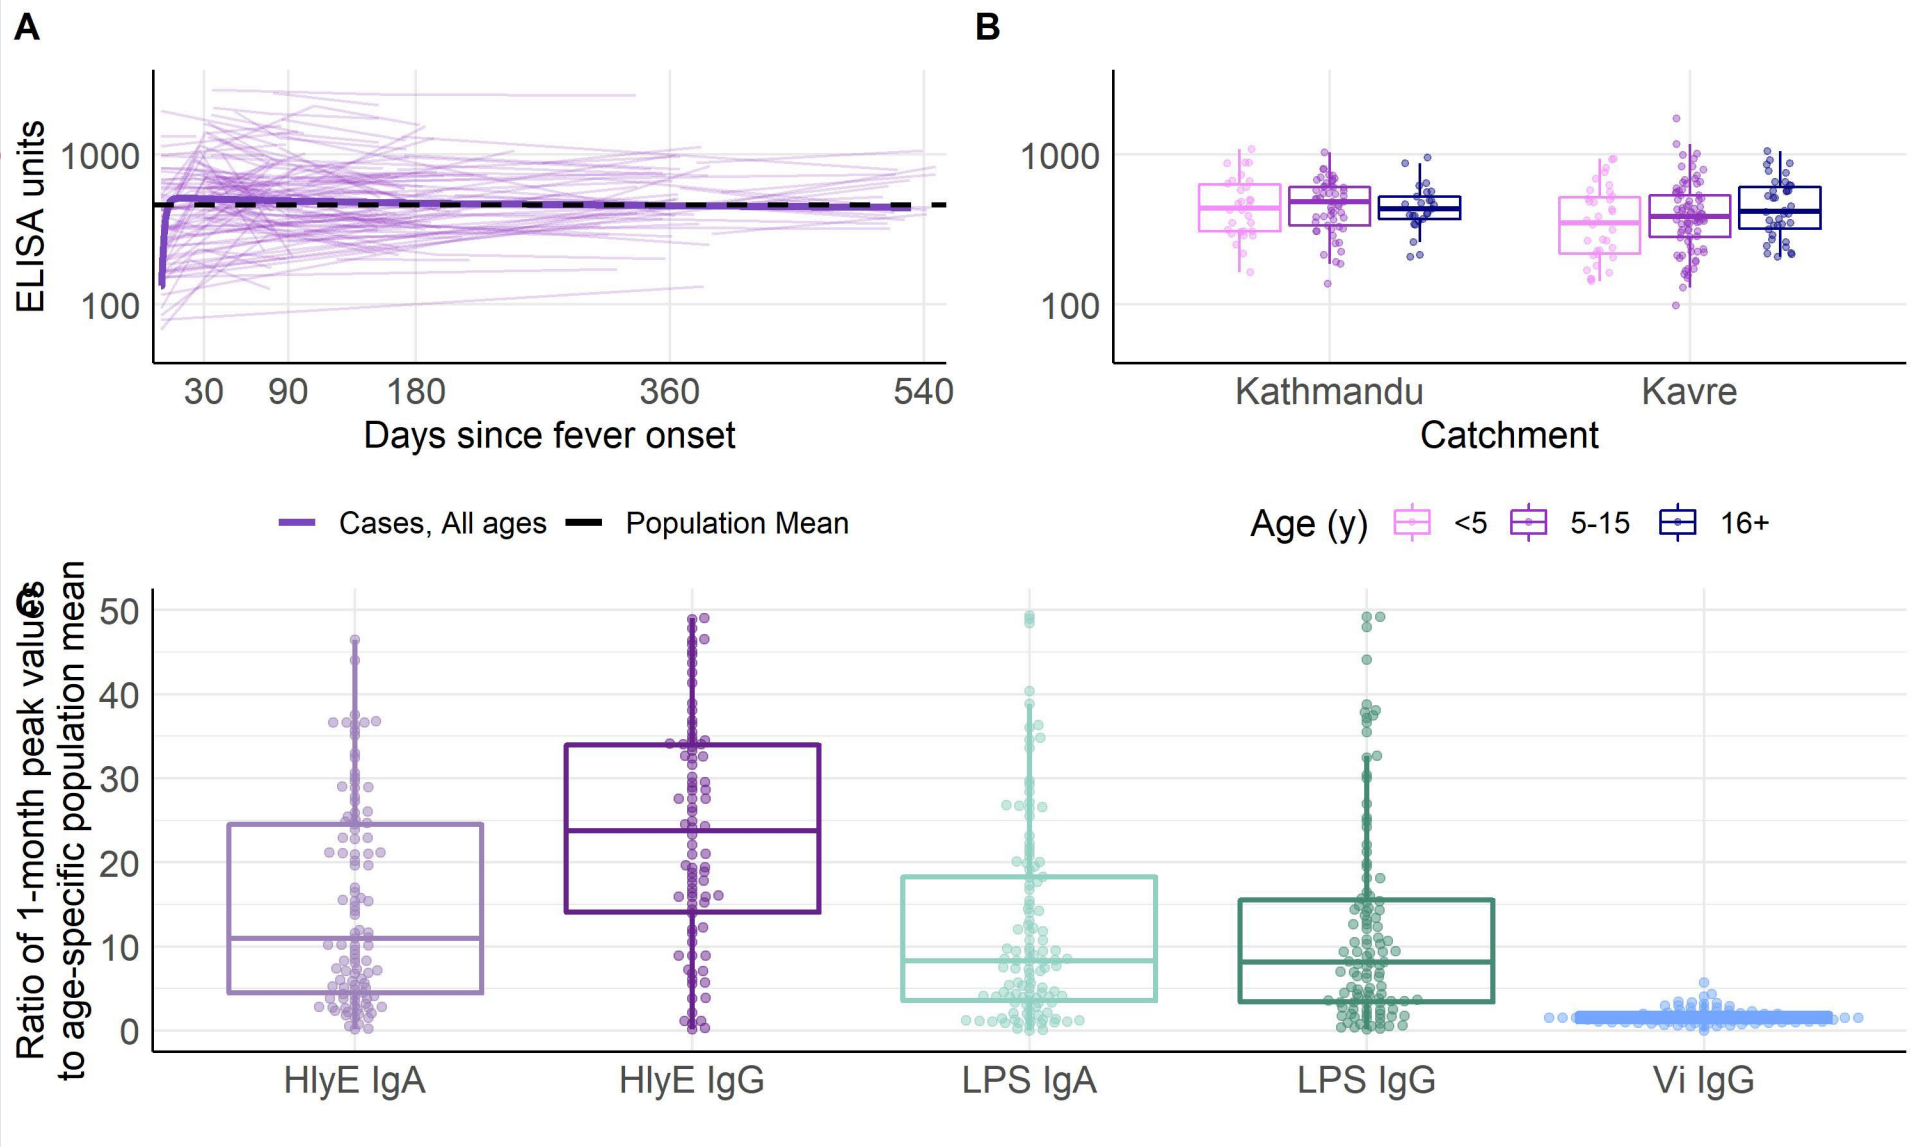 A
B
ELISA units
1000
100
30 90 180 360 540
Days since fever onset
1000
100
Kathmandu Kavre
Catchment
Cases, All ages Population Mean
Age (y) <5 5-15 16+
C
Ratio of 1-month peak values
to age-specific population mean
50
40
30
20
10
0
HlyE IgA HlyE IgG LPS IgA LPS IgG Vi IgG